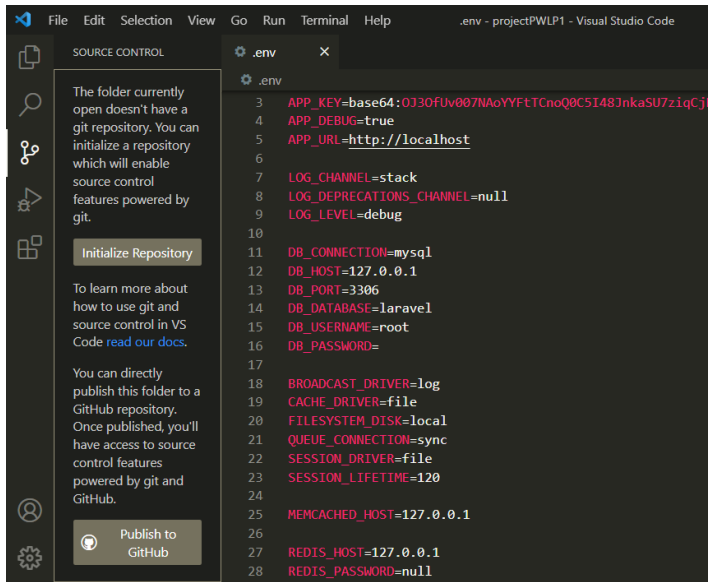 File Edit Selection View Go Run Terminal Help .env - projectPWLP1 - Visual Studio Code
SOURCE CONTROL
The folder currently
open doesn't have a
git repository. You can
initialize a repository
which will enable
source control
features powered by
git.
Initialize Repository
To learn more about
how to use git and
source control in VS
Code read our docs.
You can directly
publish this folder to a
GitHub repository.
Once published, you'll
have access to source
control features
powered by git and
GitHub.
Publish to
GitHub
.env ×
.env
3 APP_KEY=base64:OJ3OfUv007NAoYYFtTCnoQ0C5I48JnkaSU7ziqCj
4 APP_DEBUG=true
5 APP_URL=http://localhost
6
7 LOG_CHANNEL=stack
8 LOG_DEPRECATIONS_CHANNEL=null
9 LOG_LEVEL=debug
10
11 DB_CONNECTION=mysql
12 DB_HOST=127.0.0.1
13 DB_PORT=3306
14 DB_DATABASE=laravel
15 DB_USERNAME=root
16 DB_PASSWORD=
17
18 BROADCAST_DRIVER=log
19 CACHE_DRIVER=file
20 FILESYSTEM_DISK=local
21 QUEUE_CONNECTION=sync
22 SESSION_DRIVER=file
23 SESSION_LIFETIME=120
24
25 MEMCACHED_HOST=127.0.0.1
26
27 REDIS_HOST=127.0.0.1
28 REDIS_PASSWORD=null